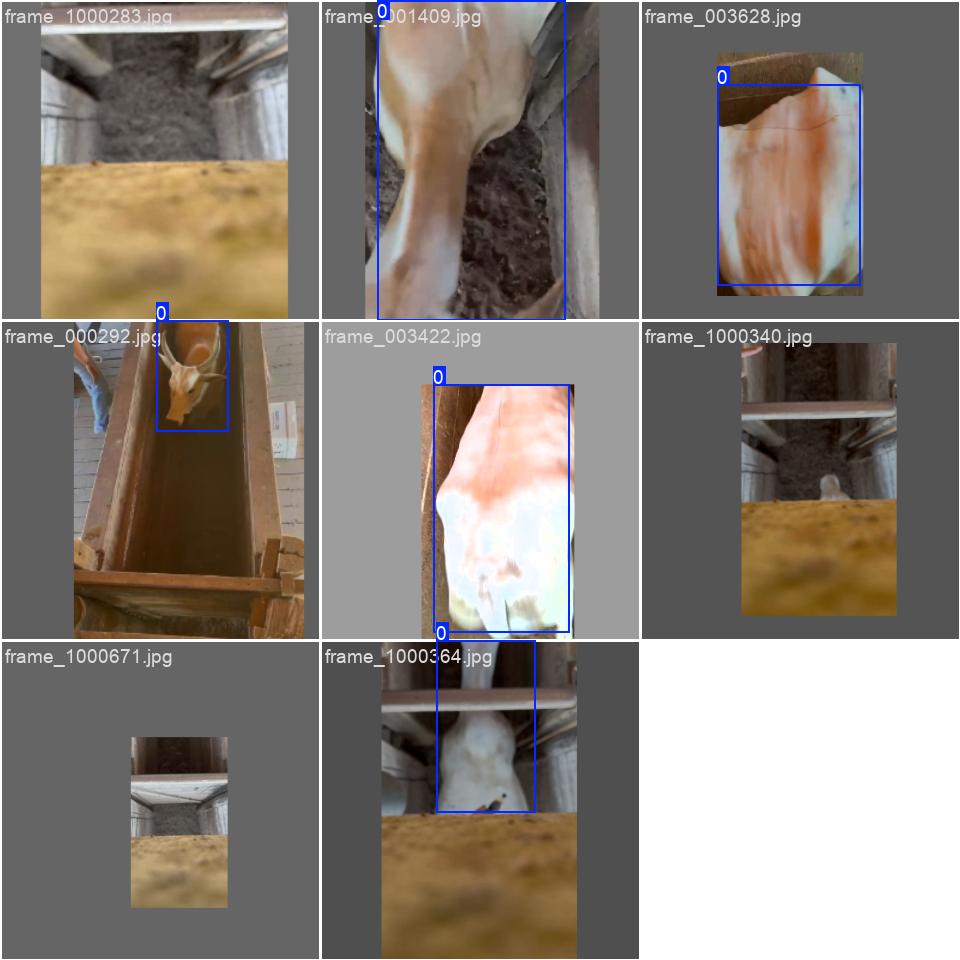 frame_1000283.jpg
0
frame_001409.jpg
frame_003628.jpg
0
0
frame_000292.jpg
frame_003422.jpg
0
frame_1000340.jpg
0
frame_1000671.jpg
frame_1000364.jpg